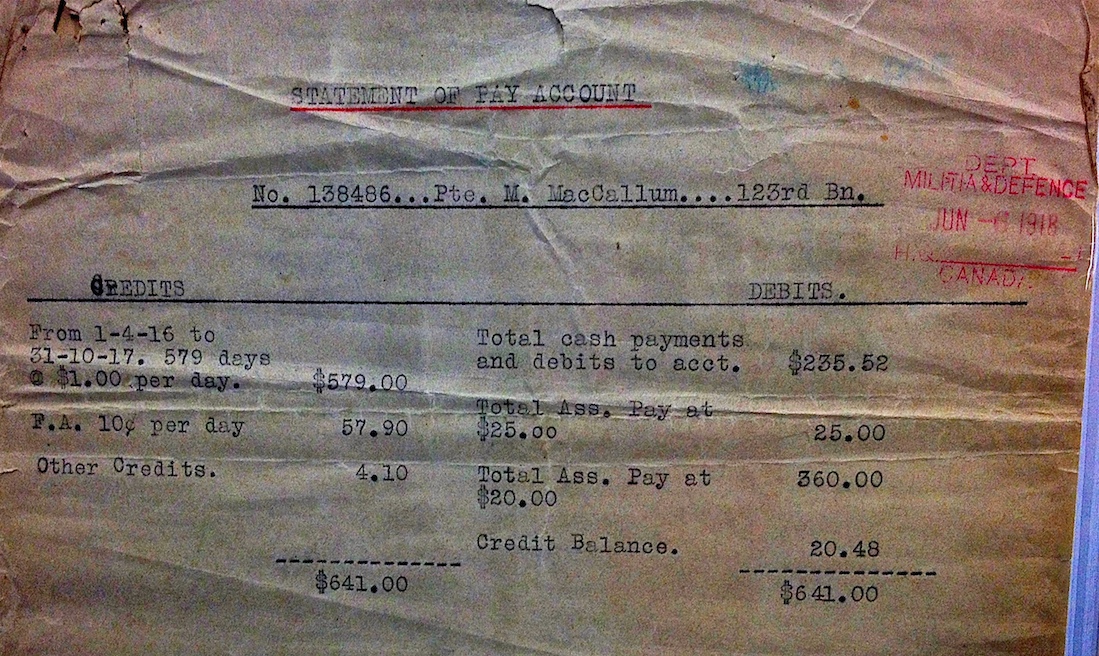 STATEMENT OF PAY ACCOUNT
No. 138486...Pte. M. MacCallum....123rd Bn.
DEPT.
MILITIA & DEFENCE
JUN -6 1918
H.Q.
CANADA.
CREDITS
DEBITS.
From 1-4-16 to
31-10-17. 579 days
@ $1.00 per day. $579.00
F.A. 10¢ per day 57.90
Other Credits. 4.10
$641.00
Total cash payments
and debits to acct. $235.52
Total Ass. Pay at
$25.oo 25.00
Total Ass. Pay at 360.00
$20.00
Credit Balance. 20.48
$641.00